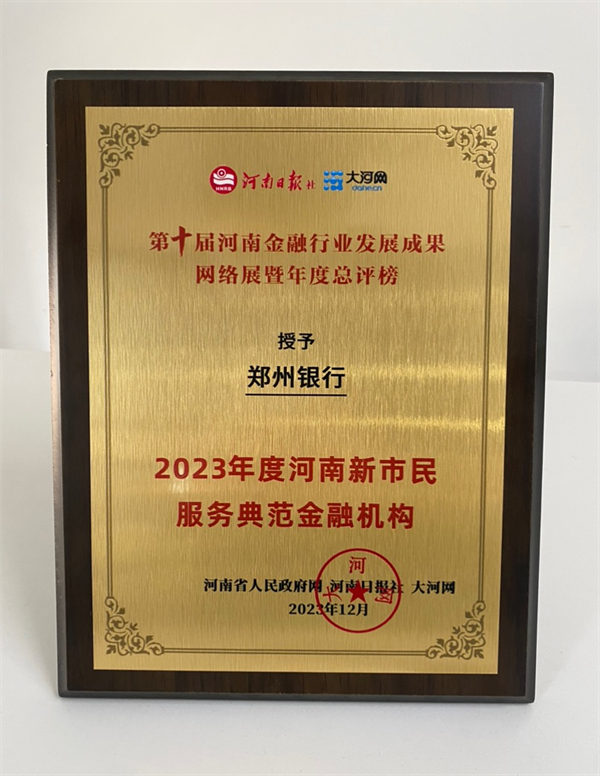 河南日报社 大河网
dahe.cn
第十届河南金融行业发展成果
网络展暨年度总评榜
授予
郑州银行
2023年度河南新市民
服务典范金融机构
河南省人民政府网 河南日报社 大河网
2023年12月
大河网